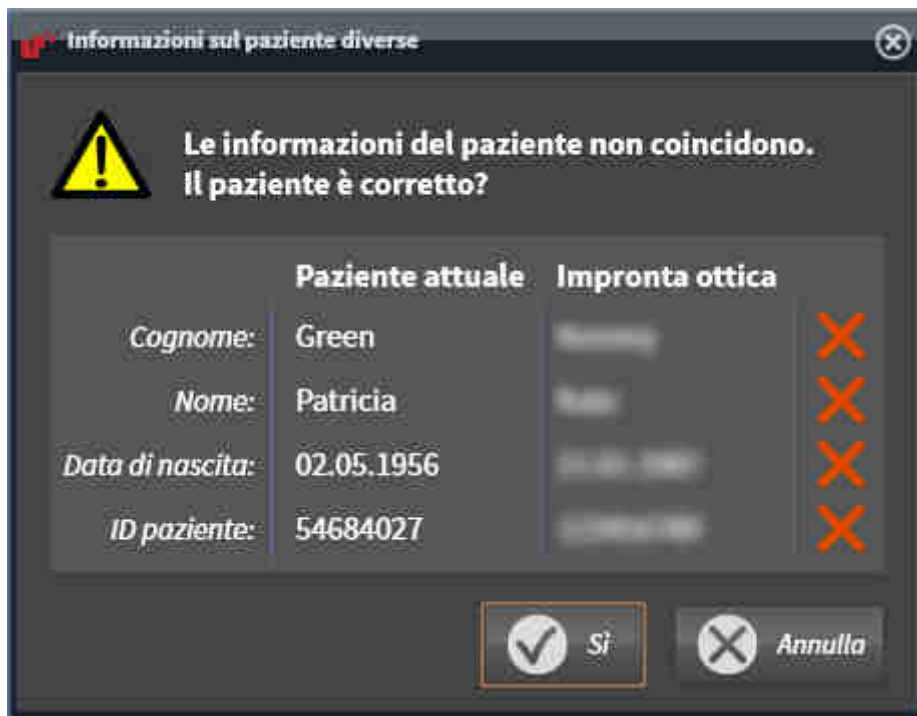 Informazioni sul paziente diverse
Le informazioni del paziente non coincidono.
Il paziente è corretto?
Paziente attuale Impronta ottica
Cognome: Green
Nome: Patricia
Data di nascita: 02.05.1956
ID paziente: 54684027
Sì Annulla